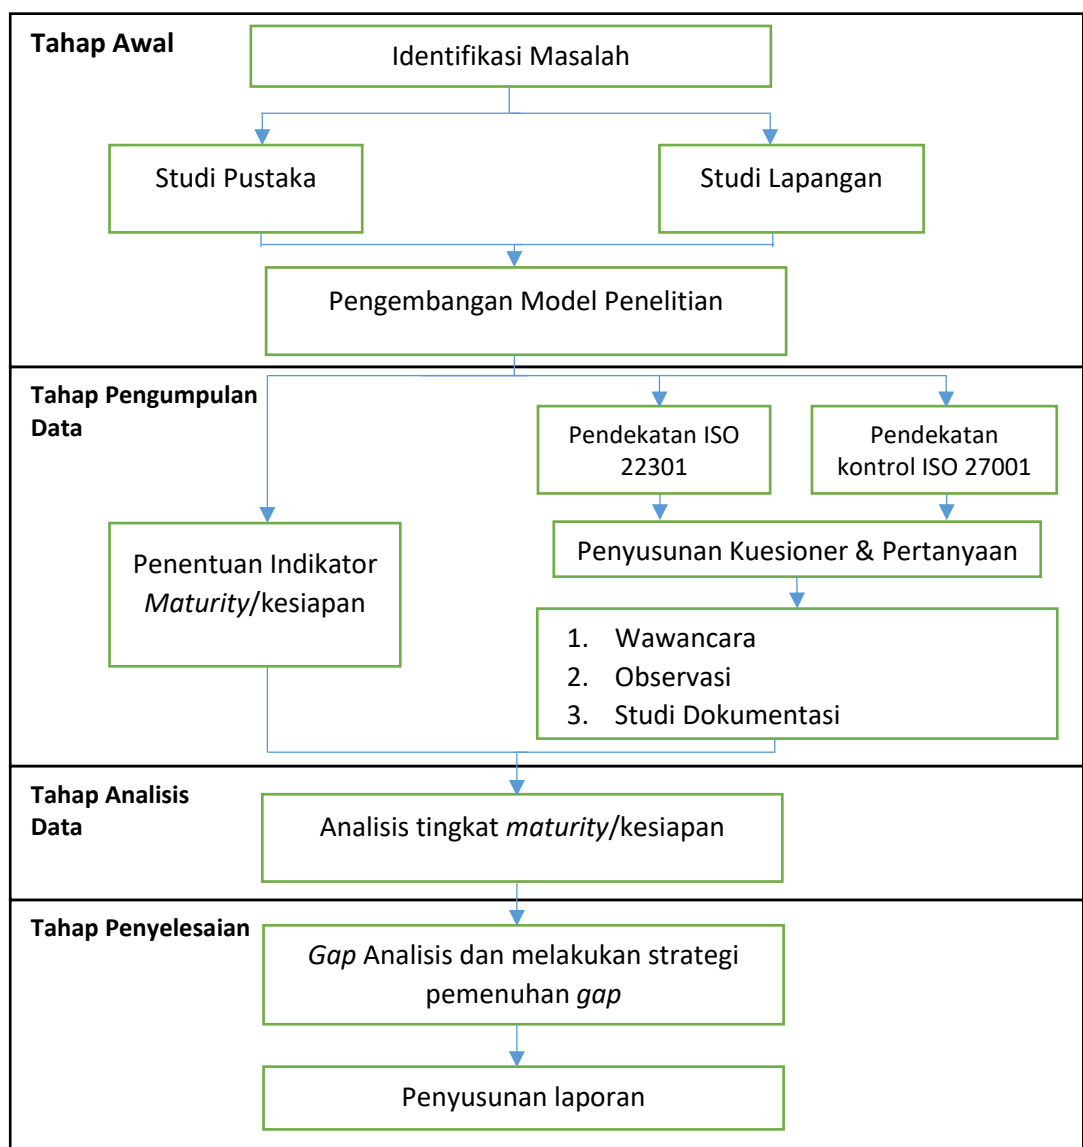 Tahap Awal
Identifikasi Masalah
Studi Pustaka
Studi Lapangan
Pengembangan Model Penelitian
Tahap Pengumpulan
Data
Pendekatan ISO
22301
Pendekatan
kontrol ISO 27001
Penentuan Indikator
Maturity/kesiapan
Penyusunan Kuesioner & Pertanyaan
1. Wawancara
2. Observasi
3. Studi Dokumentasi
Tahap Analisis
Data
Analisis tingkat maturity/kesiapan
Tahap Penyelesaian
Gap Analisis dan melakukan strategi
pemenuhan gap
Penyusunan laporan